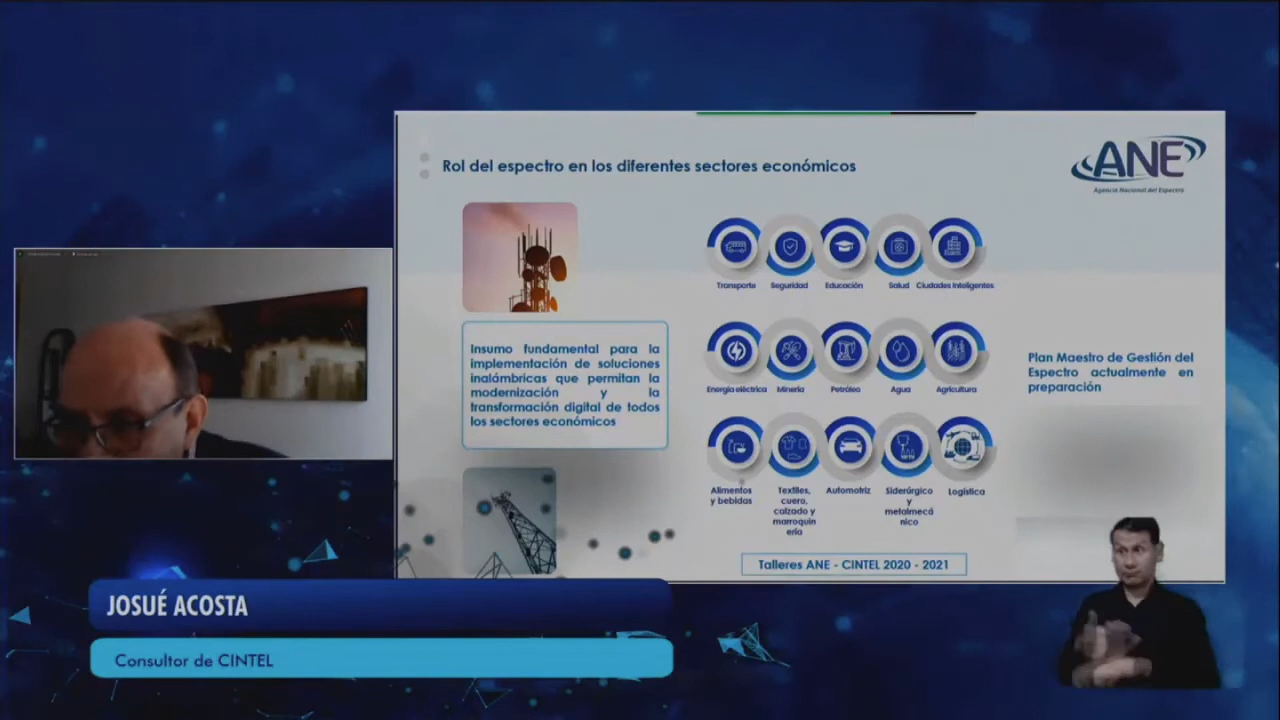 Rol del espectro en los diferentes sectores económicos
ANE
Agencia Nacional del Espectro
Transporte
Seguridad
Educación
Salud
Ciudades Inteligentes
Insumo fundamental para la
implementación de soluciones
inalámbricas que permitan la
modernización y la
transformación digital de todos
los sectores económicos
Energía eléctrica
Minería
Petróleo
Agua
Agricultura
Plan Maestro de Gestión del
Espectro actualmente en
preparación
Alimentos
y bebidas
Textiles,
cuero,
calzado y
marroquin
ería
Automotriz
Siderúrgico
y
metalmecá
nico
Logística
Talleres ANE - CINTEL 2020 - 2021
JOSUÉ ACOSTA
Consultor de CINTEL